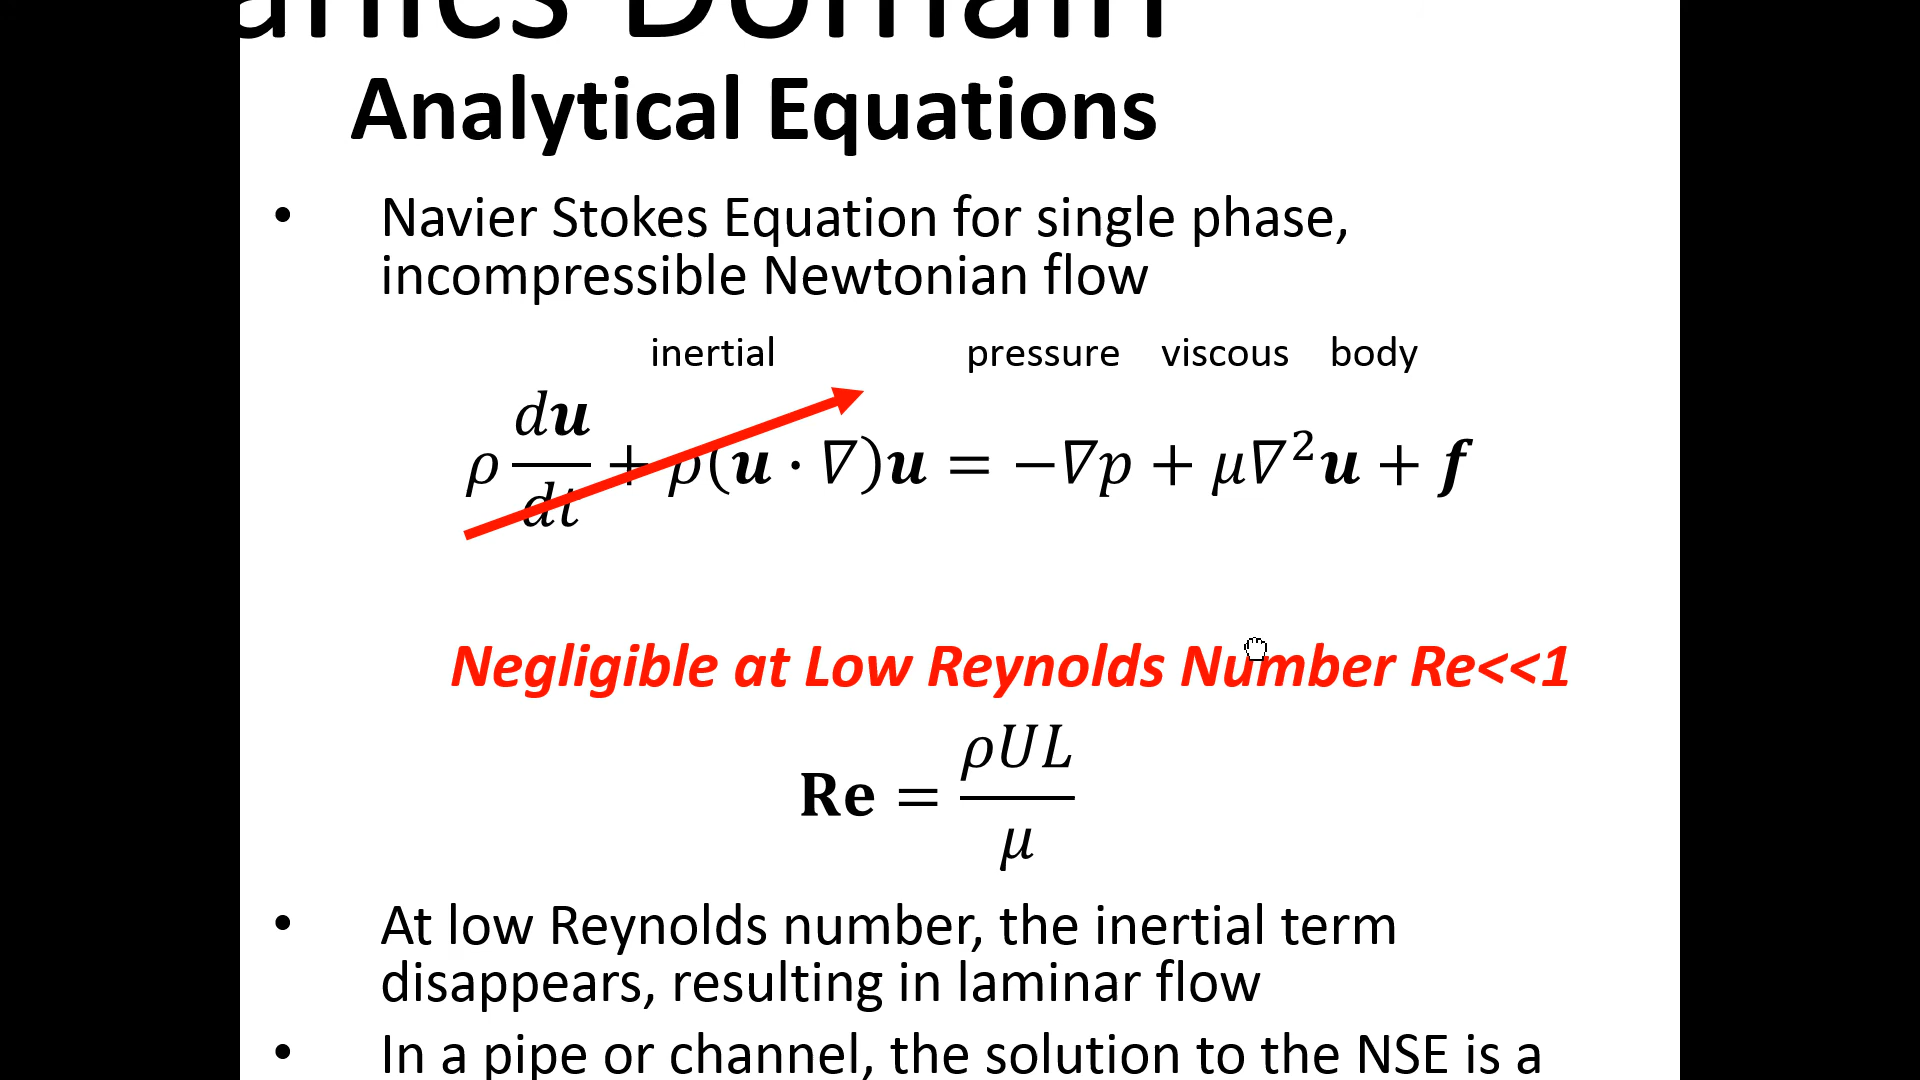 Domain
Analytical Equations
• Navier Stokes Equation for single phase,
incompressible Newtonian flow
inertial pressure viscous body
ρ d𝒖/dt + ρ(𝒖 · ∇)𝒖 = −∇p + μ∇²𝒖 + 𝒇
Negligible at Low Reynolds Number Re<<1
𝐑𝐞 = ρUL/μ
• At low Reynolds number, the inertial term
disappears, resulting in laminar flow
• In a pipe or channel, the solution to the NSE is a